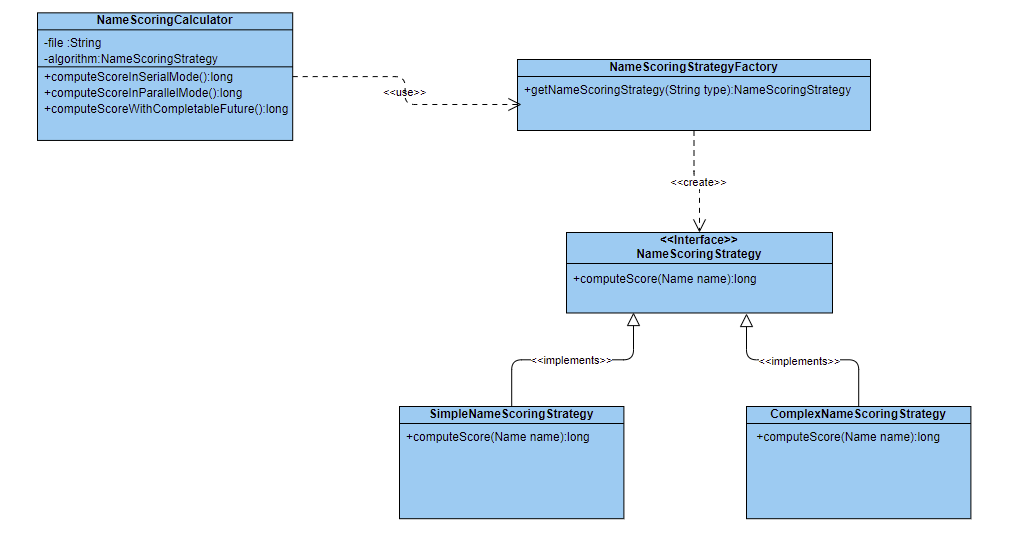 NameScoringCalculator
-file :String
-algorithm:NameScoringStrategy
+computeScoreInSerialMode():long
+computeScoreInParallelMode():long
+computeScoreWithCompletableFuture():long
<<use>>
NameScoringStrategyFactory
+getNameScoringStrategy(String type):NameScoringStrategy
<<create>>
<<Interface>>
NameScoringStrategy
+computeScore(Name name):long
<<implements>>
<<implements>>
SimpleNameScoringStrategy
+computeScore(Name name):long
ComplexNameScoringStrategy
+computeScore(Name name):long